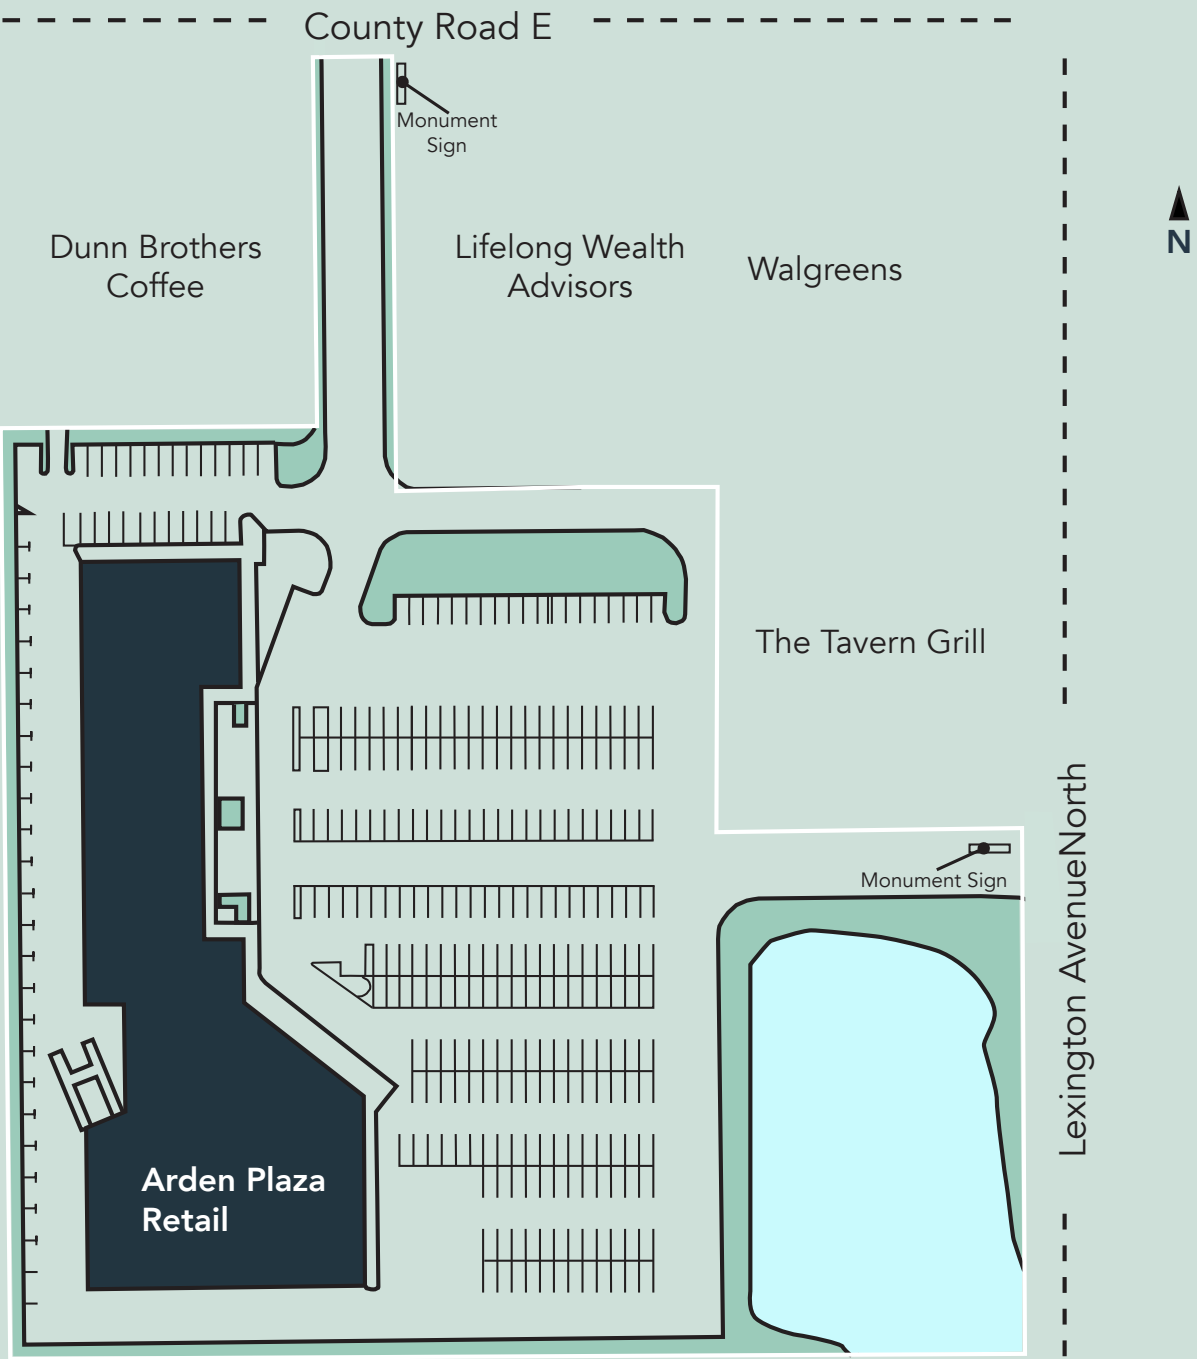 County Road E
Monument
Sign
Dunn Brothers
Coffee
Lifelong Wealth
Advisors
Walgreens
N
The Tavern Grill
Lexington AvenueNorth
Monument Sign
Arden Plaza
Retail